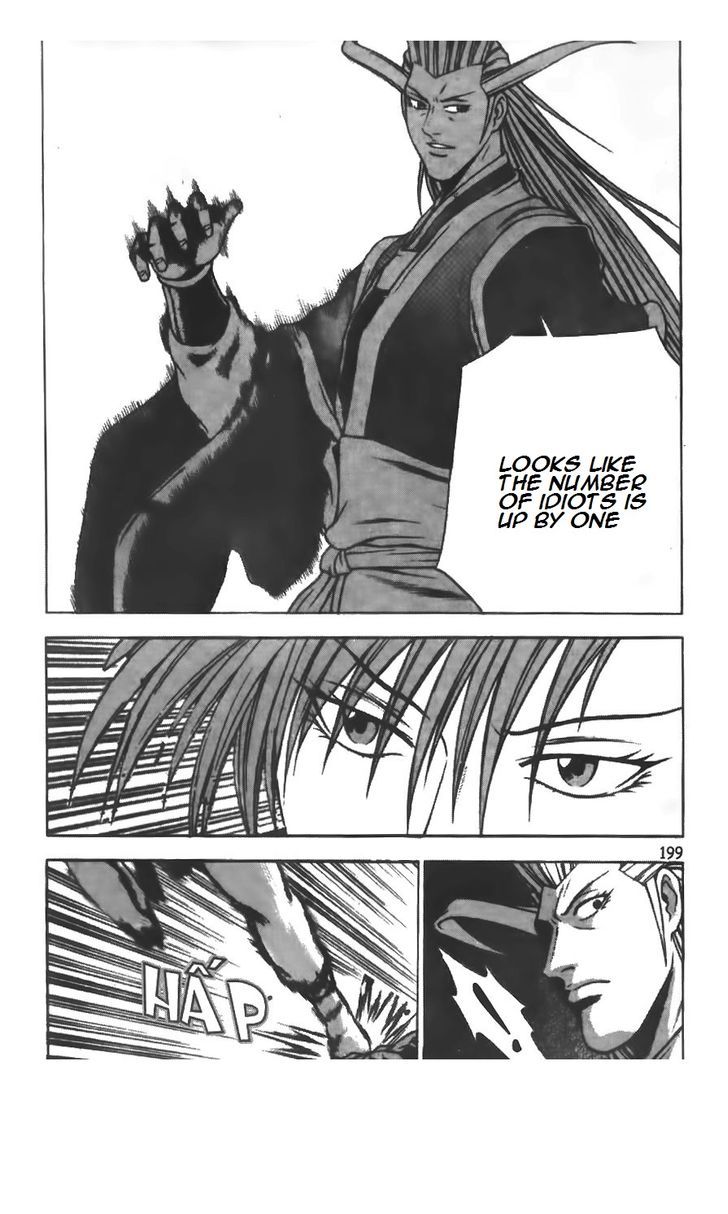 LOOKS LIKE
THE NUMBER
OF IDIOTS IS
UP BY ONE
199
HẤP
!